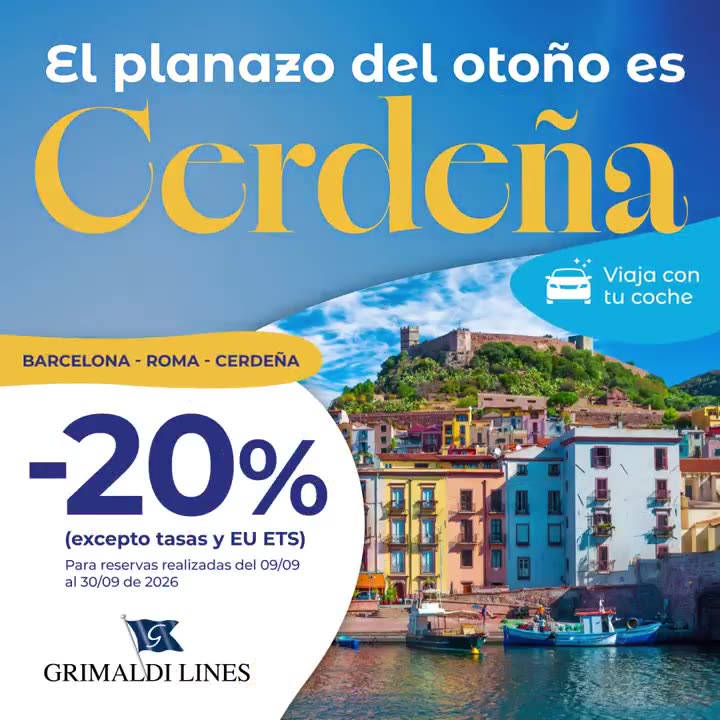 El planazo del otoño es
Cerdeña
Viaja con
tu coche
BARCELONA - ROMA - CERDEÑA
-20%
(excepto tasas y EU ETS)
Para reservas realizadas del 09/09
al 30/09 de 2026
G
GRIMALDI LINES